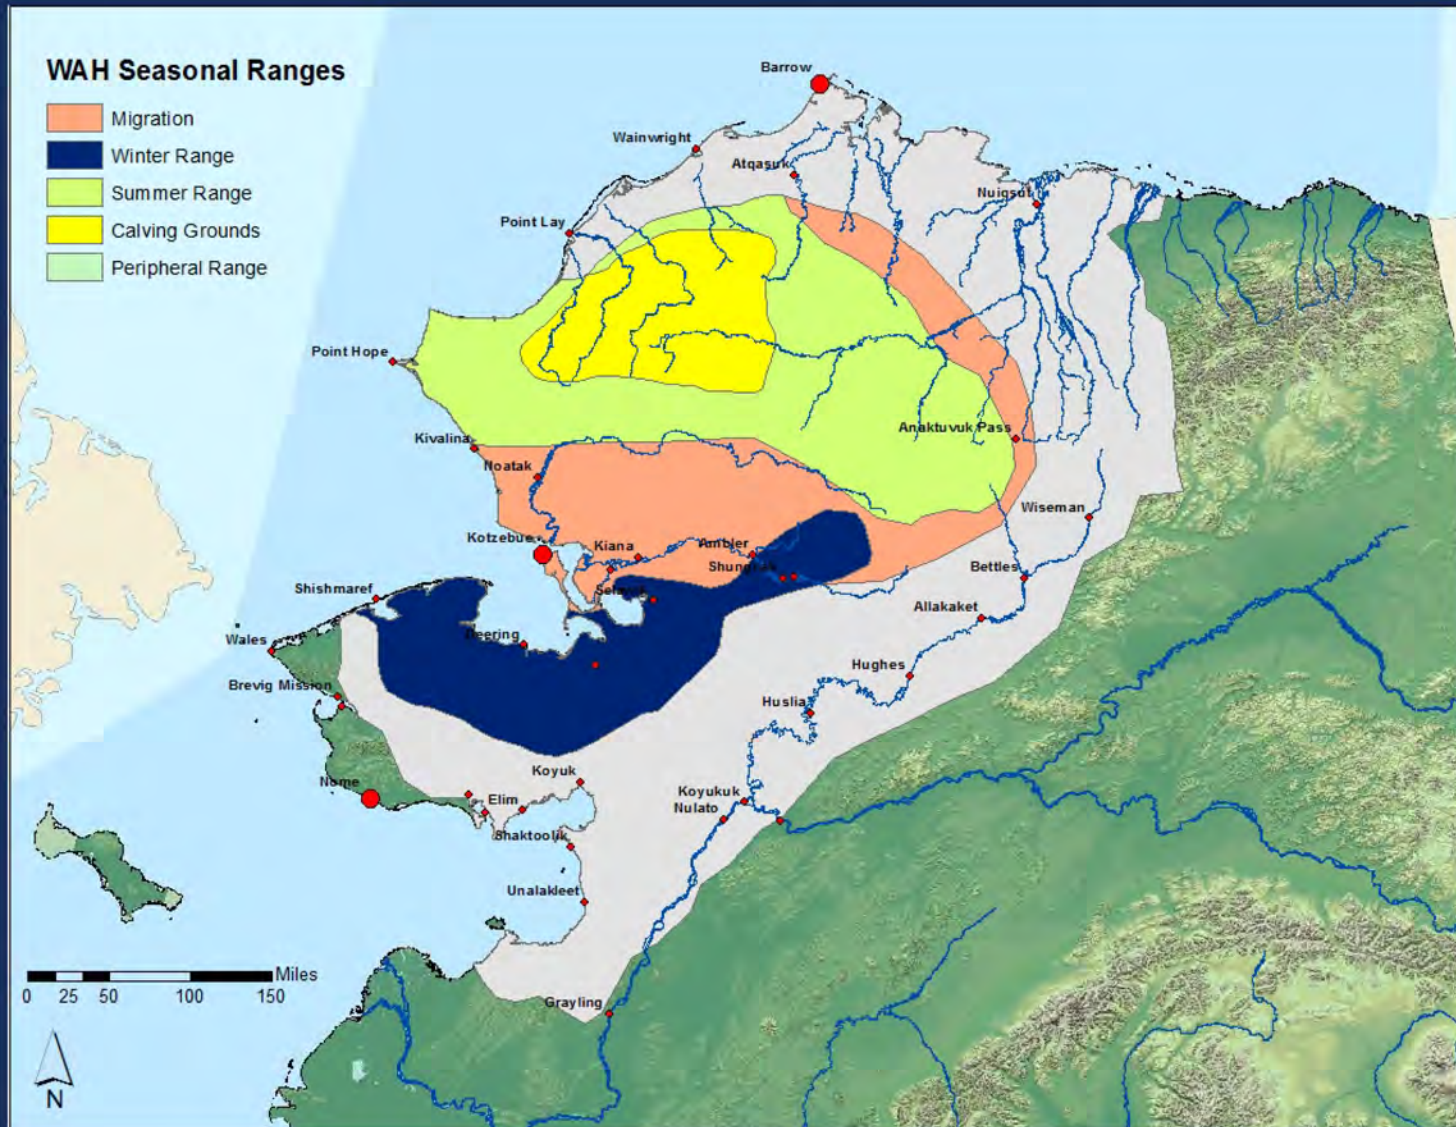 WAH Seasonal Ranges
Migration
Winter Range
Summer Range
Calving Grounds
Peripheral Range
Barrow
Wainwright
Atqasuk
Nuiqsut
Point Lay
Point Hope
Kivalina
Noatak
Anaktuvuk Pass
Wiseman
Kotzebue
Kiana
Ambler
Bettles
Shishmaref
Allakaket
Deering
Wales
Hughes
Brevig Mission
Huslia
Nome
Koyuk
Elim
Koyukuk
Nulato
Shaktoolik
Unalakleet
Grayling
Miles
0 25 50 100 150
N